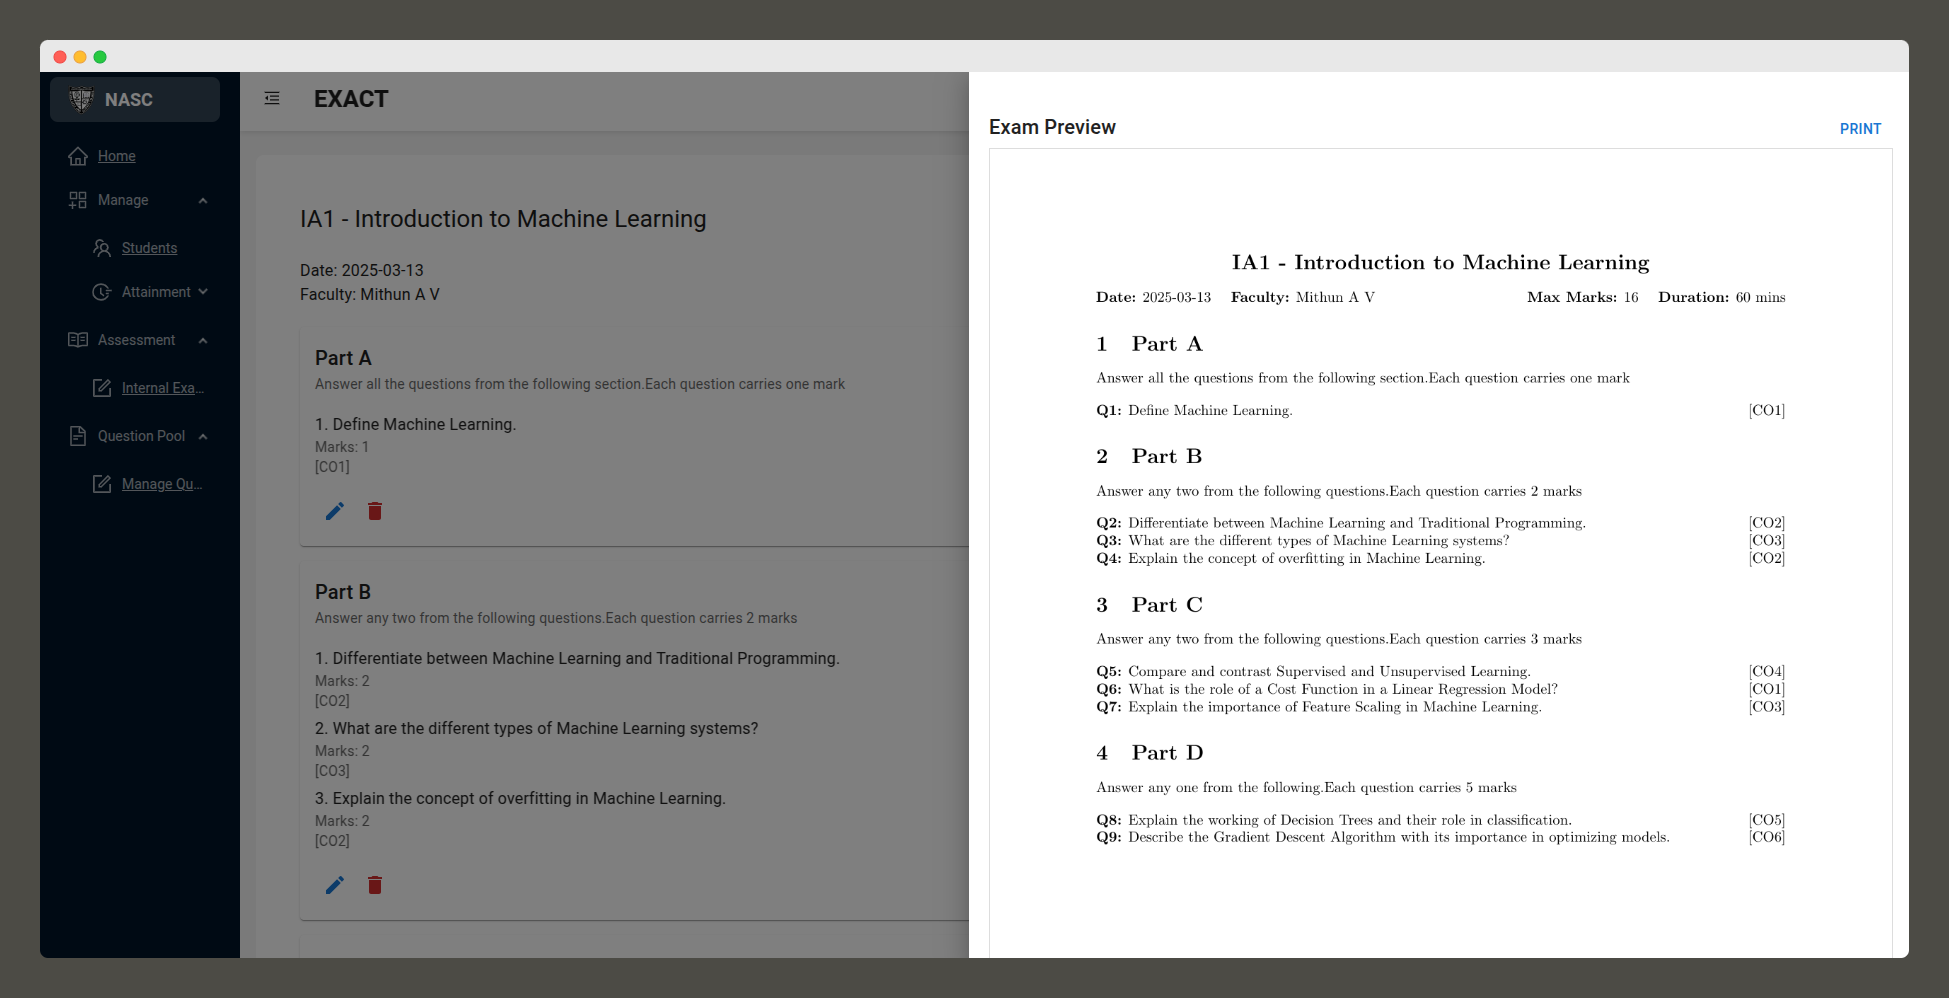 NASC
Home
Manage
Students
Attainment
Assessment
Internal Exa...
Question Pool
Manage Qu...
EXACT
IA1 - Introduction to Machine Learning
Date: 2025-03-13
Faculty: Mithun A V
Part A
Answer all the questions from the following section.Each question carries one mark
1. Define Machine Learning.
Marks: 1
[CO1]
Part B
Answer any two from the following questions.Each question carries 2 marks
1. Differentiate between Machine Learning and Traditional Programming.
Marks: 2
[CO2]
2. What are the different types of Machine Learning systems?
Marks: 2
[CO3]
3. Explain the concept of overfitting in Machine Learning.
Marks: 2
[CO2]
Exam Preview
PRINT
IA1 - Introduction to Machine Learning
Date: 2025-03-13 Faculty: Mithun A V Max Marks: 16 Duration: 60 mins
1 Part A
Answer all the questions from the following section.Each question carries one mark
Q1: Define Machine Learning. [CO1]
2 Part B
Answer any two from the following questions.Each question carries 2 marks
Q2: Differentiate between Machine Learning and Traditional Programming. [CO2]
Q3: What are the different types of Machine Learning systems? [CO3]
Q4: Explain the concept of overfitting in Machine Learning. [CO2]
3 Part C
Answer any two from the following questions.Each question carries 3 marks
Q5: Compare and contrast Supervised and Unsupervised Learning. [CO4]
Q6: What is the role of a Cost Function in a Linear Regression Model? [CO1]
Q7: Explain the importance of Feature Scaling in Machine Learning. [CO3]
4 Part D
Answer any one from the following.Each question carries 5 marks
Q8: Explain the working of Decision Trees and their role in classification. [CO5]
Q9: Describe the Gradient Descent Algorithm with its importance in optimizing models. [CO6]